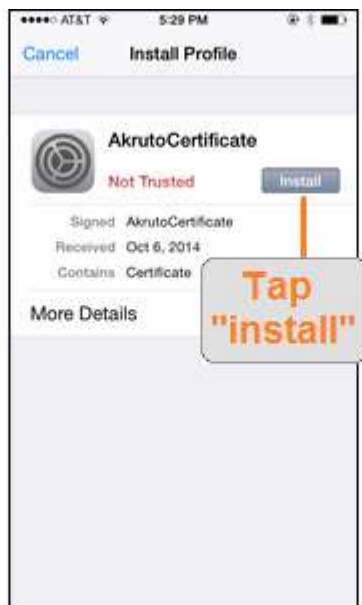 AT&T 5:29 PM
Cancel Install Profile
AkrutoCertificate
Not Trusted Install
Signed AkrutoCertificate
Received Oct 6, 2014
Contains Certificate
More Details
Tap
"install"